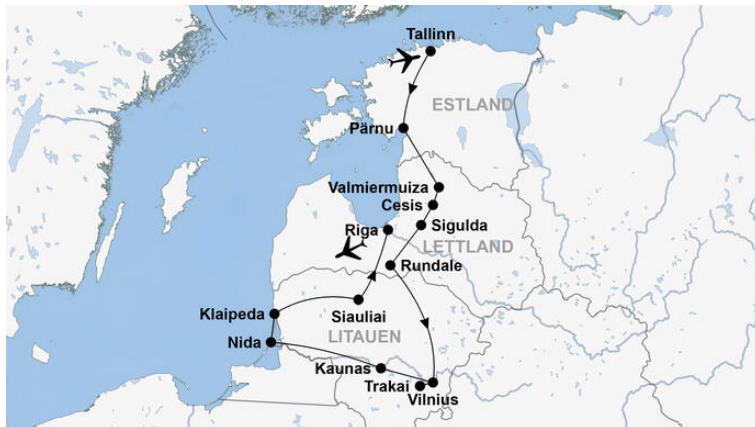 Tallinn
ESTLAND
Pärnu
Valmiermuiza
Cesis
Riga
Sigulda
LETTLAND
Rundale
Klaipeda
Siauliai
LITAUEN
Nida
Kaunas
Trakai
Vilnius